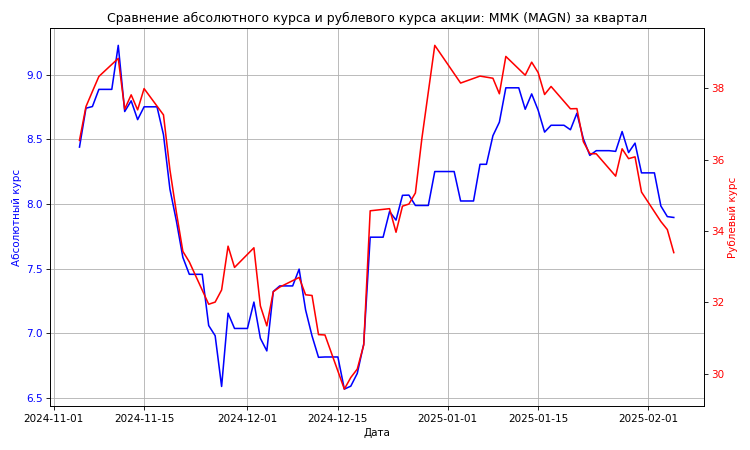 Сравнение абсолютного курса и рублевого курса акции: ММК (MAGN) за квартал
9.0
8.5
8.0
7.5
7.0
6.5
Абсолютный курс
38
36
34
32
30
Рублевый курс
2024-11-01 2024-11-15 2024-12-01 2024-12-15 2025-01-01 2025-01-15 2025-02-01
Дата